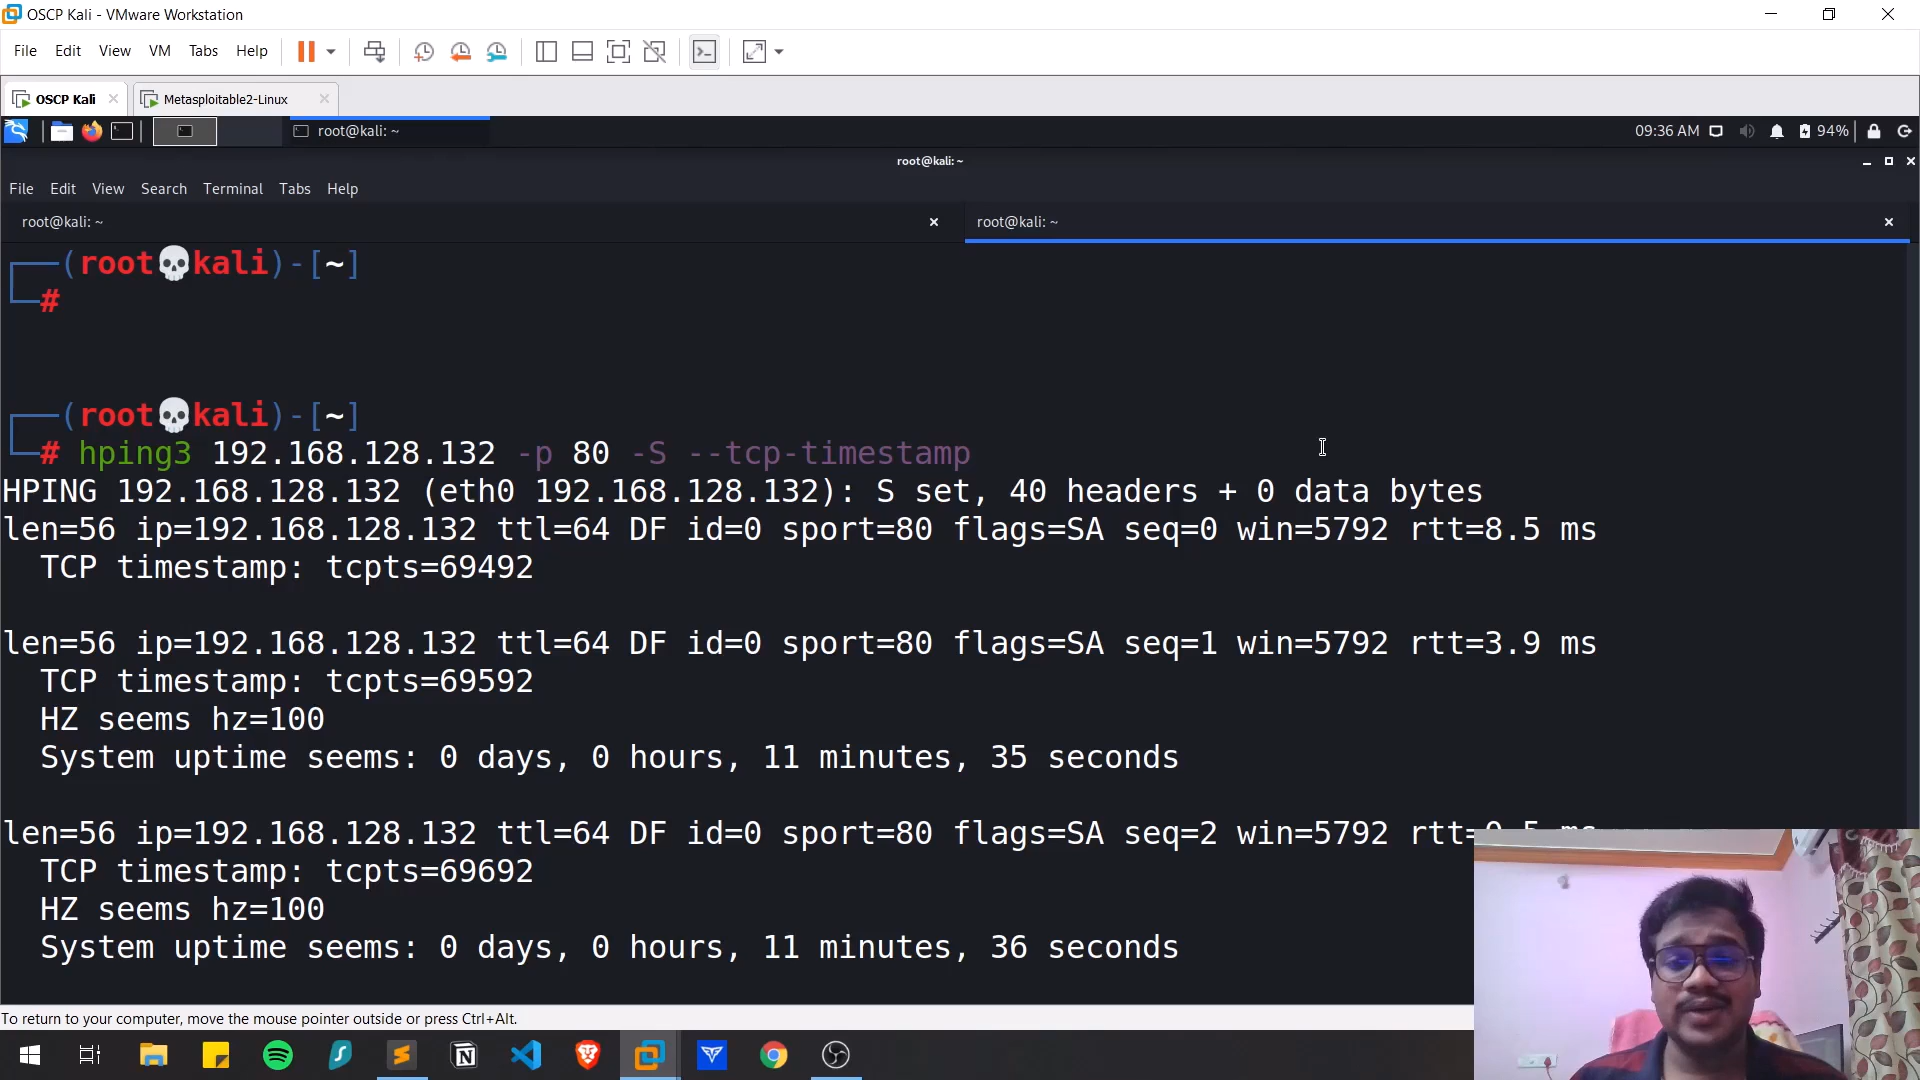 OSCP Kali - VMware Workstation
File Edit View VM Tabs Help
OSCP Kali Metasploitable2-Linux
root@kali: ~ 09:36 AM 94%
root@kali: ~
File Edit View Search Terminal Tabs Help
root@kali: ~ root@kali: ~
┌──(root💀kali)-[~]
└─#
┌──(root💀kali)-[~]
└─# hping3 192.168.128.132 -p 80 -S --tcp-timestamp
HPING 192.168.128.132 (eth0 192.168.128.132): S set, 40 headers + 0 data bytes
len=56 ip=192.168.128.132 ttl=64 DF id=0 sport=80 flags=SA seq=0 win=5792 rtt=8.5 ms
TCP timestamp: tcpts=69492
len=56 ip=192.168.128.132 ttl=64 DF id=0 sport=80 flags=SA seq=1 win=5792 rtt=3.9 ms
TCP timestamp: tcpts=69592
HZ seems hz=100
System uptime seems: 0 days, 0 hours, 11 minutes, 35 seconds
len=56 ip=192.168.128.132 ttl=64 DF id=0 sport=80 flags=SA seq=2 win=5792
TCP timestamp: tcpts=69692
HZ seems hz=100
System uptime seems: 0 days, 0 hours, 11 minutes, 36 seconds
To return to your computer, move the mouse pointer outside or press Ctrl+Alt.